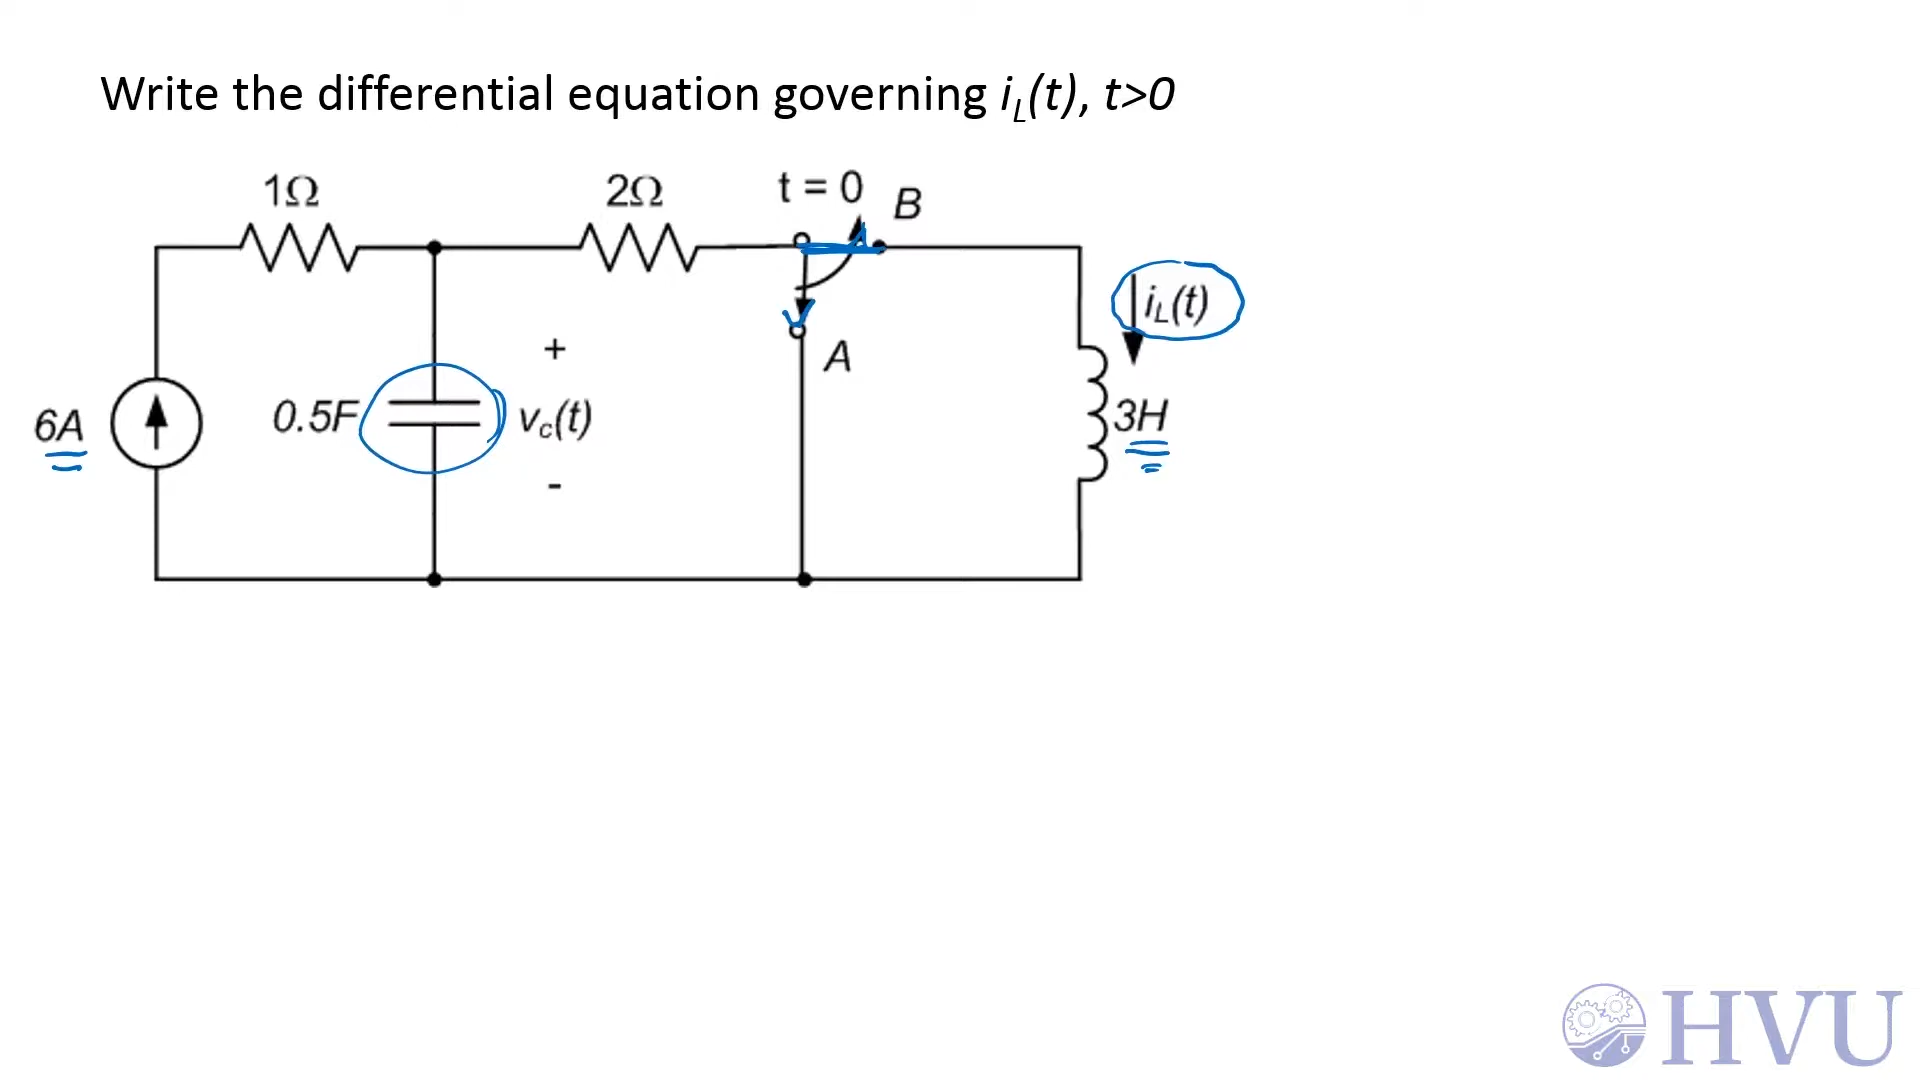 Write the differential equation governing iL(t), t>0
1Ω 2Ω t = 0 B
iL(t)
+
A
6A 0.5F vc(t) 3H
-
HVU